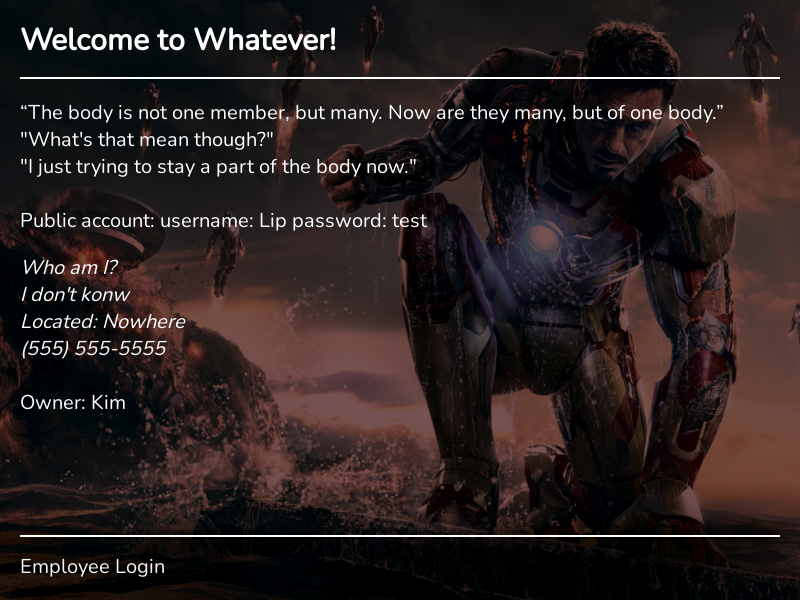 Welcome to Whatever!
“The body is not one member, but many. Now are they many, but of one body.”
"What's that mean though?"
"I just trying to stay a part of the body now."
Public account: username: Lip password: test
Who am I?
I don't konw
Located: Nowhere
(555) 555-5555
Owner: Kim
Employee Login